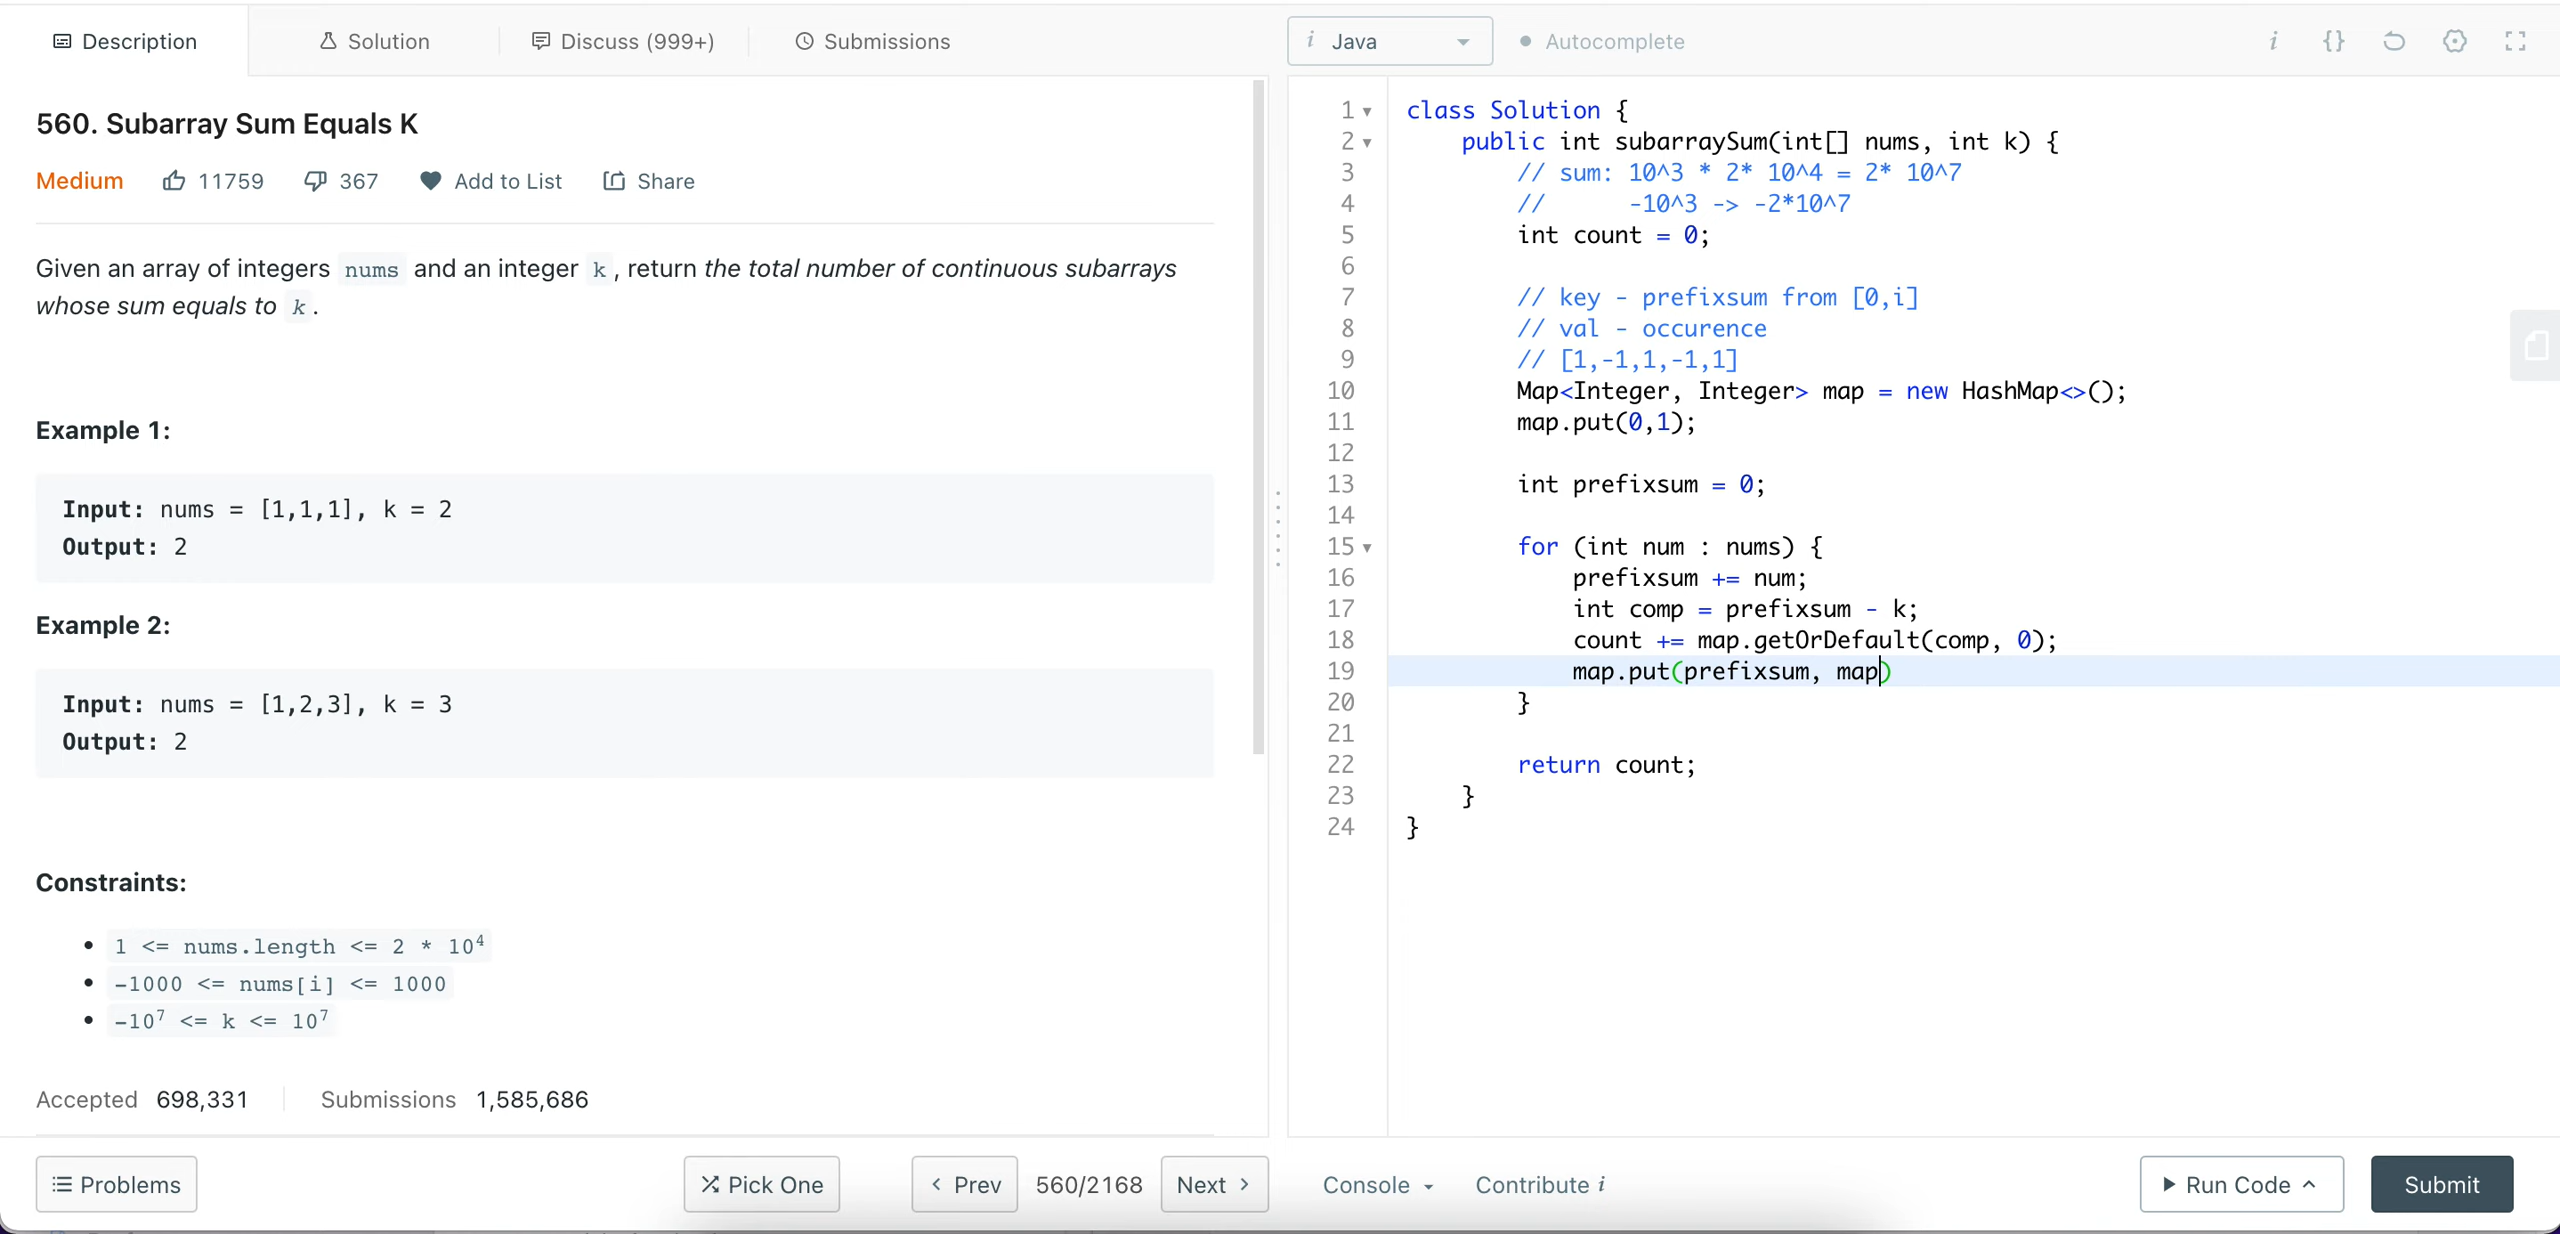 Description
Solution
Discuss (999+)
Submissions
560. Subarray Sum Equals K
Medium 11759 367 Add to List Share
Given an array of integers nums and an integer k, return the total number of continuous subarrays
whose sum equals to k.
Example 1:
Input: nums = [1,1,1], k = 2
Output: 2
Example 2:
Input: nums = [1,2,3], k = 3
Output: 2
Constraints:
1 <= nums.length <= 2 * 10⁴
-1000 <= nums[i] <= 1000
-10⁷ <= k <= 10⁷
Accepted 698,331 Submissions 1,585,686
Problems
Pick One
Prev
560/2168
Next
i Java
Autocomplete
i {}
1 class Solution {
2     public int subarraySum(int[] nums, int k) {
3         // sum: 10^3 * 2* 10^4 = 2* 10^7
4         //      -10^3 -> -2*10^7
5         int count = 0;
6
7         // key - prefixsum from [0,i]
8         // val - occurence
9         // [1,-1,1,-1,1]
10         Map<Integer, Integer> map = new HashMap<>();
11         map.put(0,1);
12
13         int prefixsum = 0;
14
15         for (int num : nums) {
16             prefixsum += num;
17             int comp = prefixsum - k;
18             count += map.getOrDefault(comp, 0);
19             map.put(prefixsum, map)
20         }
21
22         return count;
23     }
24 }
Console
Contribute i
Run Code
Submit